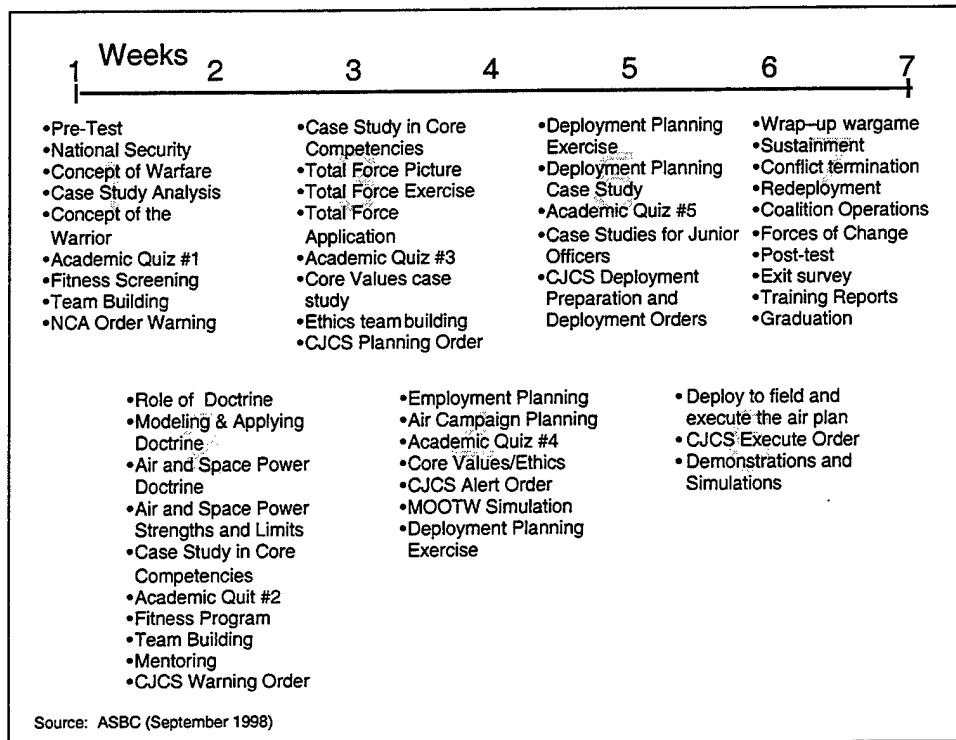 Weeks
1 2 3 4 5 6 7
•Pre-Test
•National Security
•Concept of Warfare
•Case Study Analysis
•Concept of the
Warrior
•Academic Quiz #1
•Fitness Screening
•Team Building
•NCA Order Warning
•Case Study in Core
Competencies
•Total Force Picture
•Total Force Exercise
•Total Force
Application
•Academic Quiz #3
•Core Values case
study
•Ethics team building
•CJCS Planning Order
•Deployment Planning
Exercise
•Deployment Planning
Case Study
•Academic Quiz #5
•Case Studies for Junior
Officers
•CJCS Deployment
Preparation and
Deployment Orders
•Wrap-up wargame
•Sustainment
•Conflict termination
•Redeployment
•Coalition Operations
•Forces of Change
•Post-test
•Exit survey
•Training Reports
•Graduation
•Role of Doctrine
•Modeling & Applying
Doctrine
•Air and Space Power
Doctrine
•Air and Space Power
Strengths and Limits
•Case Study in Core
Competencies
•Academic Quit #2
•Fitness Program
•Team Building
•Mentoring
•CJCS Warning Order
•Employment Planning
•Air Campaign Planning
•Academic Quiz #4
•Core Values/Ethics
•CJCS Alert Order
•MOOTW Simulation
•Deployment Planning
Exercise
• Deploy to field and
execute the air plan
• CJCS Execute Order
• Demonstrations and
Simulations
Source: ASBC (September 1998)